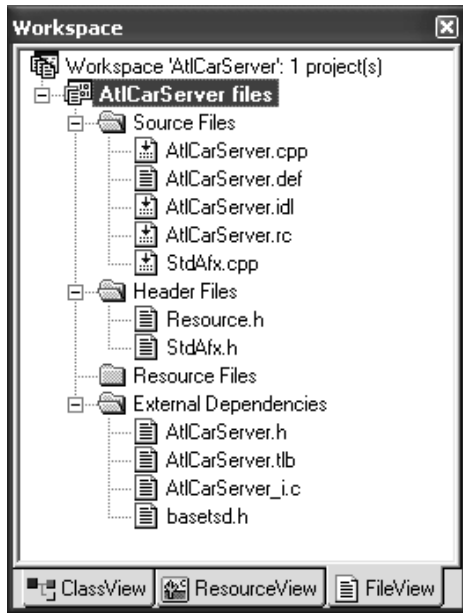 Workspace
Workspace 'AtlCarServer': 1 project(s)
AtlCarServer files
Source Files
AtlCarServer.cpp
AtlCarServer.def
AtlCarServer.idl
AtlCarServer.rc
StdAfx.cpp
Header Files
Resource.h
StdAfx.h
Resource Files
External Dependencies
AtlCarServer.h
AtlCarServer.tlb
AtlCarServer_i.c
basetsd.h
ClassView ResourceView FileView